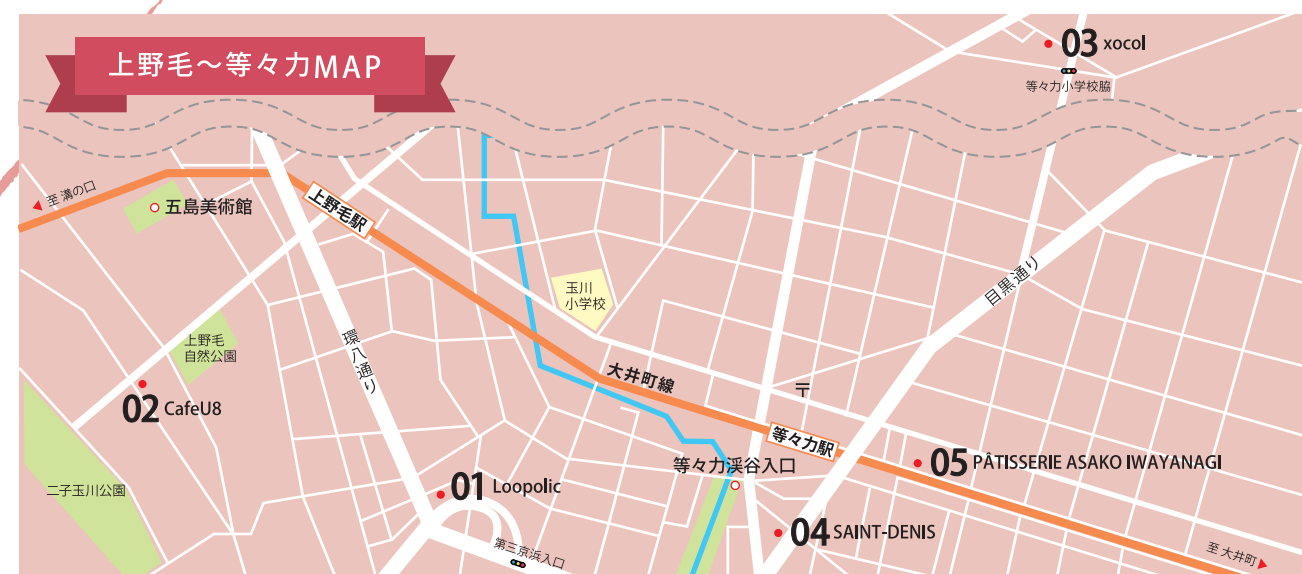 上野毛～等々力MAP
03 xocol
等々力小学校脇
至 溝の口
五島美術館
上野毛駅
玉川
小学校
目黒通り
上野毛
自然公園
環八通り
大井町線
〒
02 CafeU8
等々力駅
等々力渓谷入口
05 PÂTISSERIE ASAKO IWAYANAGI
二子玉川公園
01 Loopolic
04 SAINT-DENIS
第三京浜入口
至 大井町